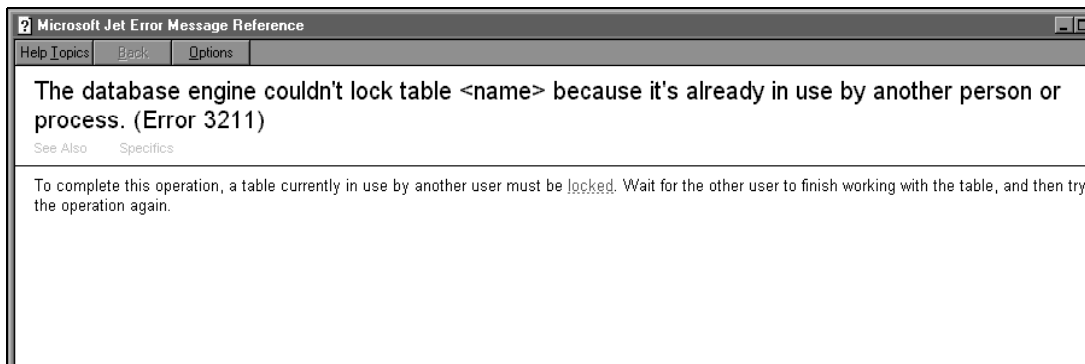 Microsoft Jet Error Message Reference
Help Topics Back Options
The database engine couldn't lock table <name> because it's already in use by another person or
process. (Error 3211)
See Also Specifics
To complete this operation, a table currently in use by another user must be locked. Wait for the other user to finish working with the table, and then try
the operation again.